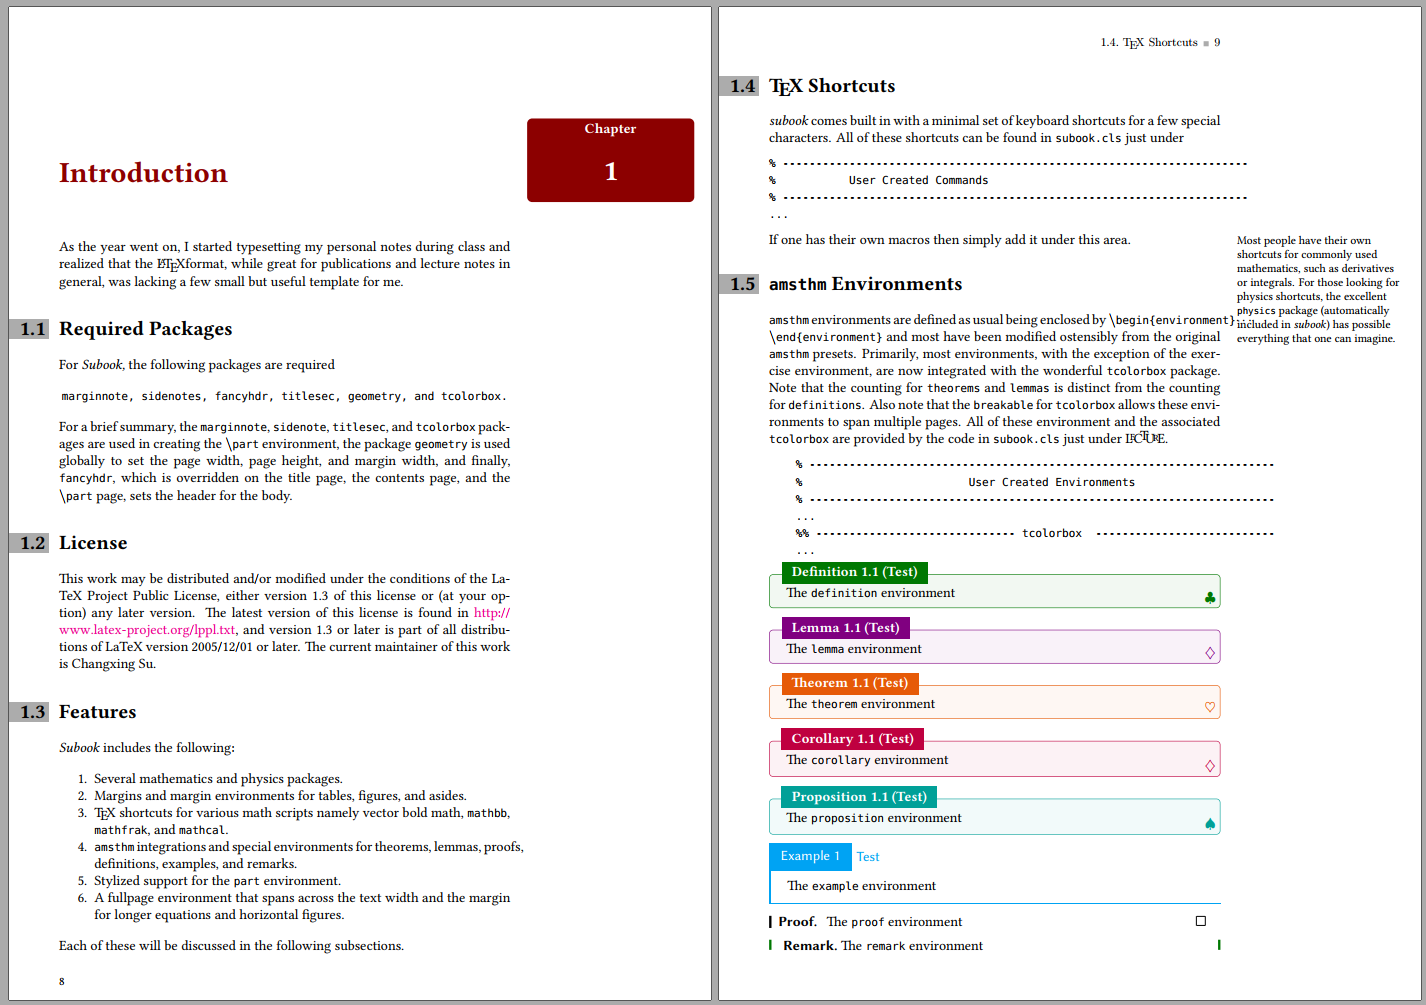 Chapter
1
Introduction
As the year went on, I started typesetting my personal notes during class and
realized that the LATEXformat, while great for publications and lecture notes in
general, was lacking a few small but useful template for me.
1.1 Required Packages
For Subook, the following packages are required
marginnote, sidenotes, fancyhdr, titlesec, geometry, and tcolorbox.
For a brief summary, the marginnote, sidenote, titlesec, and tcolorbox pack-
ages are used in creating the \part environment, the package geometry is used
globally to set the page width, page height, and margin width, and finally,
fancyhdr, which is overridden on the title page, the contents page, and the
\part page, sets the header for the body.
1.2 License
This work may be distributed and/or modified under the conditions of the La-
TeX Project Public License, either version 1.3 of this license or (at your op-
tion) any later version. The latest version of this license is found in http://
www.latex-project.org/lppl.txt, and version 1.3 or later is part of all distribu-
tions of LaTeX version 2005/12/01 or later. The current maintainer of this work
is Changxing Su.
1.3 Features
Subook includes the following:
1. Several mathematics and physics packages.
2. Margins and margin environments for tables, figures, and asides.
3. TEX shortcuts for various math scripts namely vector bold math, mathbb,
mathfrak, and mathcal.
4. amsthm integrations and special environments for theorems, lemmas, proofs,
definitions, examples, and remarks.
5. Stylized support for the part environment.
6. A fullpage environment that spans across the text width and the margin
for longer equations and horizontal figures.
Each of these will be discussed in the following subsections.
8
1.4. TEX Shortcuts ■ 9
1.4 TEX Shortcuts
subook comes built in with a minimal set of keyboard shortcuts for a few special
characters. All of these shortcuts can be found in subook.cls just under
% ----------------------------------------------------------------------
% User Created Commands
% ----------------------------------------------------------------------
...
If one has their own macros then simply add it under this area.
Most people have their own
shortcuts for commonly used
mathematics, such as derivatives
or integrals. For those looking for
physics shortcuts, the excellent
physics package (automatically
included in subook) has possible
everything that one can imagine.
1.5 amsthm Environments
amsthm environments are defined as usual being enclosed by \begin{environment}...
\end{environment} and most have been modified ostensibly from the original
amsthm presets. Primarily, most environments, with the exception of the exer-
cise environment, are now integrated with the wonderful tcolorbox package.
Note that the counting for theorems and lemmas is distinct from the counting
for definitions. Also note that the breakable for tcolorbox allows these envi-
ronments to span multiple pages. All of these environment and the associated
tcolorbox are provided by the code in subook.cls just under LECTURE.
% ----------------------------------------------------------------------
% User Created Environments
% ----------------------------------------------------------------------
...
%% ------------------------------ tcolorbox ---------------------------
...
Definition 1.1 (Test)
The definition environment
♣
Lemma 1.1 (Test)
The lemma environment
♢
Theorem 1.1 (Test)
The theorem environment
♡
Corollary 1.1 (Test)
The corollary environment
♢
Proposition 1.1 (Test)
The proposition environment
♠
Example 1 Test
The example environment
Proof. The proof environment □
Remark. The remark environment